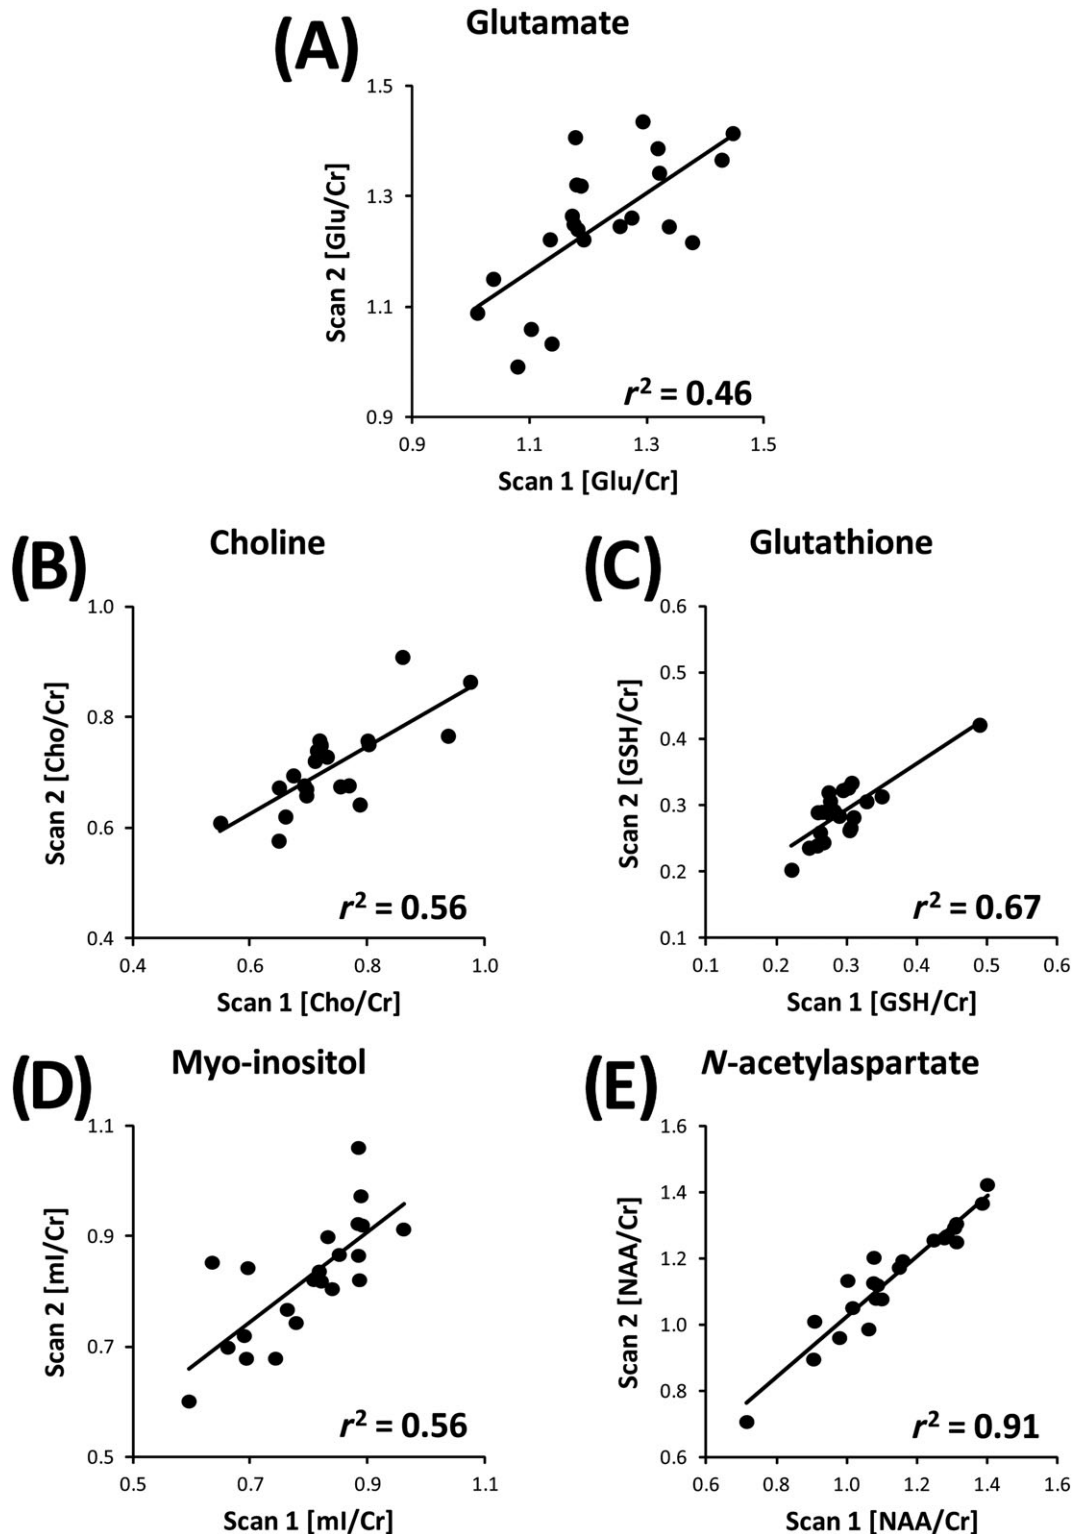 (A)
Glutamate
Scan 2 [Glu/Cr]
1.5
1.3
1.1
0.9
r² = 0.46
0.9 1.1 1.3 1.5
Scan 1 [Glu/Cr]
(B)
Choline
Scan 2 [Cho/Cr]
1.0
0.8
0.6
0.4
r² = 0.56
0.4 0.6 0.8 1.0
Scan 1 [Cho/Cr]
(C)
Glutathione
Scan 2 [GSH/Cr]
0.6
0.5
0.4
0.3
0.2
0.1
r² = 0.67
0.1 0.2 0.3 0.4 0.5 0.6
Scan 1 [GSH/Cr]
(D)
Myo-inositol
Scan 2 [mI/Cr]
1.1
0.9
0.7
0.5
r² = 0.56
0.5 0.7 0.9 1.1
Scan 1 [mI/Cr]
(E)
N-acetylaspartate
Scan 2 [NAA/Cr]
1.6
1.4
1.2
1.0
0.8
0.6
r² = 0.91
0.6 0.8 1.0 1.2 1.4 1.6
Scan 1 [NAA/Cr]